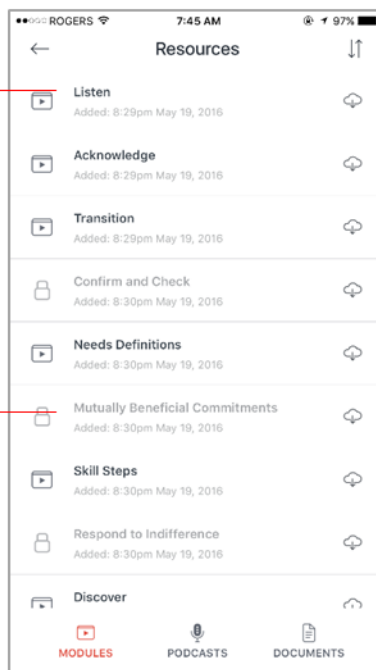 ROGERS 7:45 AM 97%
Resources
Listen
Added: 8:29pm May 19, 2016
Acknowledge
Added: 8:29pm May 19, 2016
Transition
Added: 8:29pm May 19, 2016
Confirm and Check
Added: 8:30pm May 19, 2016
Needs Definitions
Added: 8:30pm May 19, 2016
Mutually Beneficial Commitments
Added: 8:30pm May 19, 2016
Skill Steps
Added: 8:30pm May 19, 2016
Respond to Indifference
Added: 8:30pm May 19, 2016
Discover
MODULES PODCASTS DOCUMENTS